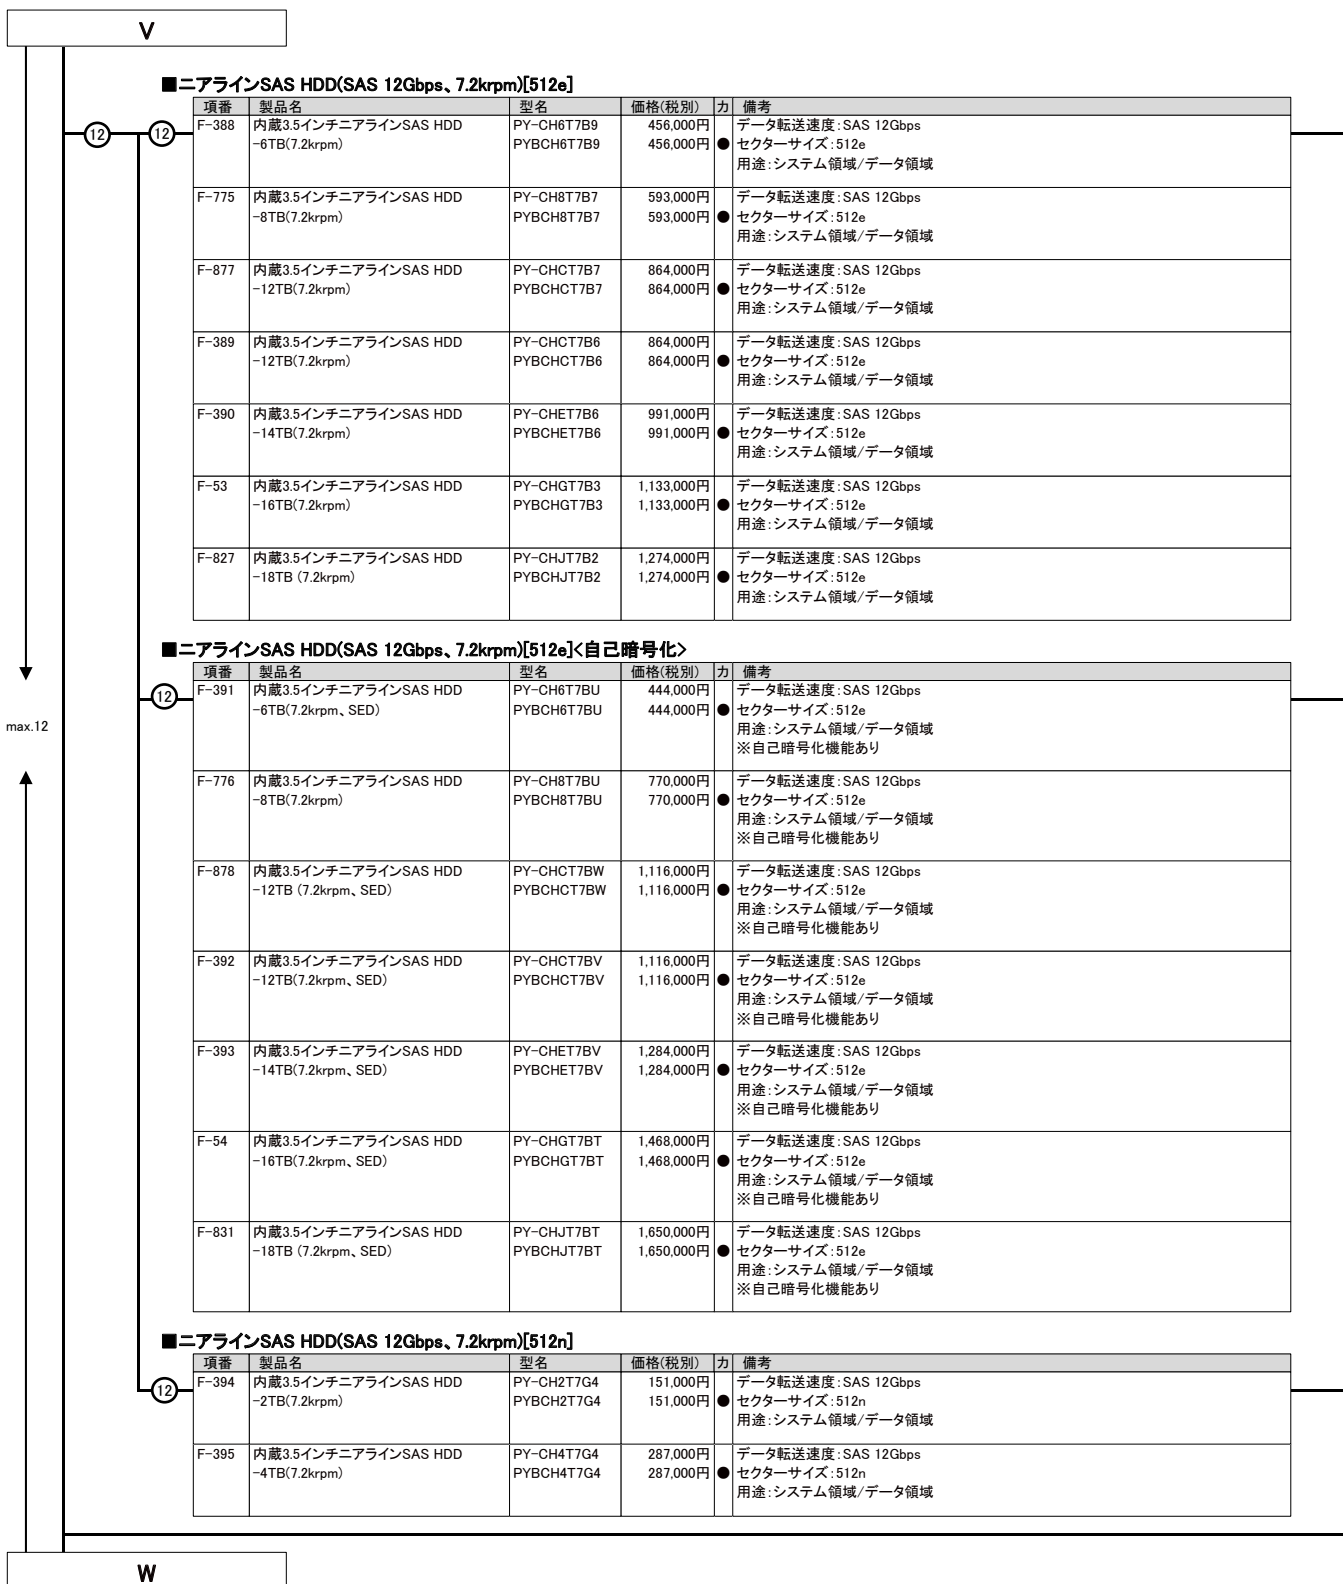 V
■ニアラインSAS HDD(SAS 12Gbps、7.2krpm)[512e]
項番 製品名 型名 価格(税別) カ 備考
⑫ ⑫ F-388 内蔵3.5インチニアラインSAS HDD PY-CH6T7B9 456,000円 データ転送速度:SAS 12Gbps
-6TB(7.2krpm) PYBCH6T7B9 456,000円 ● セクターサイズ:512e
用途:システム領域/データ領域
F-775 内蔵3.5インチニアラインSAS HDD PY-CH8T7B7 593,000円 データ転送速度:SAS 12Gbps
-8TB(7.2krpm) PYBCH8T7B7 593,000円 ● セクターサイズ:512e
用途:システム領域/データ領域
F-877 内蔵3.5インチニアラインSAS HDD PY-CHCT7B7 864,000円 データ転送速度:SAS 12Gbps
-12TB(7.2krpm) PYBCHCT7B7 864,000円 ● セクターサイズ:512e
用途:システム領域/データ領域
F-389 内蔵3.5インチニアラインSAS HDD PY-CHCT7B6 864,000円 データ転送速度:SAS 12Gbps
-12TB(7.2krpm) PYBCHCT7B6 864,000円 ● セクターサイズ:512e
用途:システム領域/データ領域
F-390 内蔵3.5インチニアラインSAS HDD PY-CHET7B6 991,000円 データ転送速度:SAS 12Gbps
-14TB(7.2krpm) PYBCHET7B6 991,000円 ● セクターサイズ:512e
用途:システム領域/データ領域
F-53 内蔵3.5インチニアラインSAS HDD PY-CHGT7B3 1,133,000円 データ転送速度:SAS 12Gbps
-16TB(7.2krpm) PYBCHGT7B3 1,133,000円 ● セクターサイズ:512e
用途:システム領域/データ領域
F-827 内蔵3.5インチニアラインSAS HDD PY-CHJT7B2 1,274,000円 データ転送速度:SAS 12Gbps
-18TB (7.2krpm) PYBCHJT7B2 1,274,000円 ● セクターサイズ:512e
用途:システム領域/データ領域
■ニアラインSAS HDD(SAS 12Gbps、7.2krpm)[512e]<自己暗号化>
項番 製品名 型名 価格(税別) カ 備考
⑫ F-391 内蔵3.5インチニアラインSAS HDD PY-CH6T7BU 444,000円 データ転送速度:SAS 12Gbps
-6TB(7.2krpm、SED) PYBCH6T7BU 444,000円 ● セクターサイズ:512e
max.12 用途:システム領域/データ領域
※自己暗号化機能あり
F-776 内蔵3.5インチニアラインSAS HDD PY-CH8T7BU 770,000円 データ転送速度:SAS 12Gbps
-8TB(7.2krpm) PYBCH8T7BU 770,000円 ● セクターサイズ:512e
用途:システム領域/データ領域
※自己暗号化機能あり
F-878 内蔵3.5インチニアラインSAS HDD PY-CHCT7BW 1,116,000円 データ転送速度:SAS 12Gbps
-12TB (7.2krpm、SED) PYBCHCT7BW 1,116,000円 ● セクターサイズ:512e
用途:システム領域/データ領域
※自己暗号化機能あり
F-392 内蔵3.5インチニアラインSAS HDD PY-CHCT7BV 1,116,000円 データ転送速度:SAS 12Gbps
-12TB(7.2krpm、SED) PYBCHCT7BV 1,116,000円 ● セクターサイズ:512e
用途:システム領域/データ領域
※自己暗号化機能あり
F-393 内蔵3.5インチニアラインSAS HDD PY-CHET7BV 1,284,000円 データ転送速度:SAS 12Gbps
-14TB(7.2krpm、SED) PYBCHET7BV 1,284,000円 ● セクターサイズ:512e
用途:システム領域/データ領域
※自己暗号化機能あり
F-54 内蔵3.5インチニアラインSAS HDD PY-CHGT7BT 1,468,000円 データ転送速度:SAS 12Gbps
-16TB(7.2krpm、SED) PYBCHGT7BT 1,468,000円 ● セクターサイズ:512e
用途:システム領域/データ領域
※自己暗号化機能あり
F-831 内蔵3.5インチニアラインSAS HDD PY-CHJT7BT 1,650,000円 データ転送速度:SAS 12Gbps
-18TB (7.2krpm、SED) PYBCHJT7BT 1,650,000円 ● セクターサイズ:512e
用途:システム領域/データ領域
※自己暗号化機能あり
■ニアラインSAS HDD(SAS 12Gbps、7.2krpm)[512n]
項番 製品名 型名 価格(税別) カ 備考
⑫ F-394 内蔵3.5インチニアラインSAS HDD PY-CH2T7G4 151,000円 データ転送速度:SAS 12Gbps
-2TB(7.2krpm) PYBCH2T7G4 151,000円 ● セクターサイズ:512n
用途:システム領域/データ領域
F-395 内蔵3.5インチニアラインSAS HDD PY-CH4T7G4 287,000円 データ転送速度:SAS 12Gbps
-4TB(7.2krpm) PYBCH4T7G4 287,000円 ● セクターサイズ:512n
用途:システム領域/データ領域
W